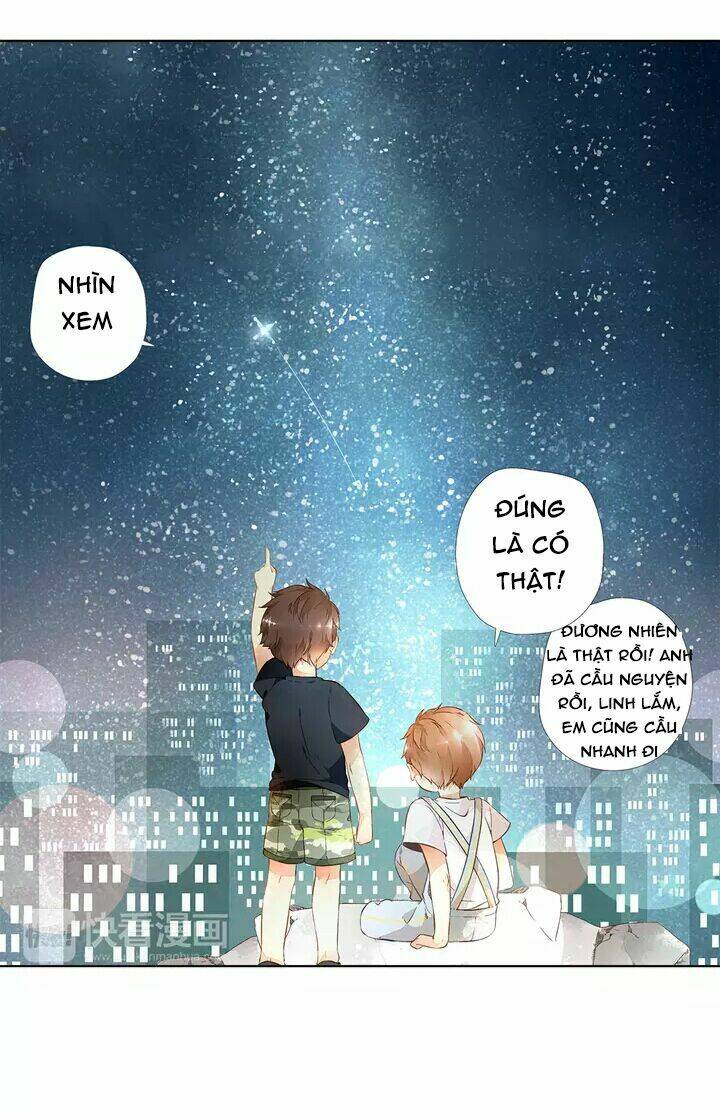 NHÌN
XEM
ĐÚNG
LÀ CÓ
THẬT!
ĐƯƠNG NHIÊN
LÀ THẬT RỒI! ANH
ĐÃ CẦU NGUYỆN
RỒI, LINH LẮM,
EM CŨNG CẦU
NHANH ĐI
快看漫画